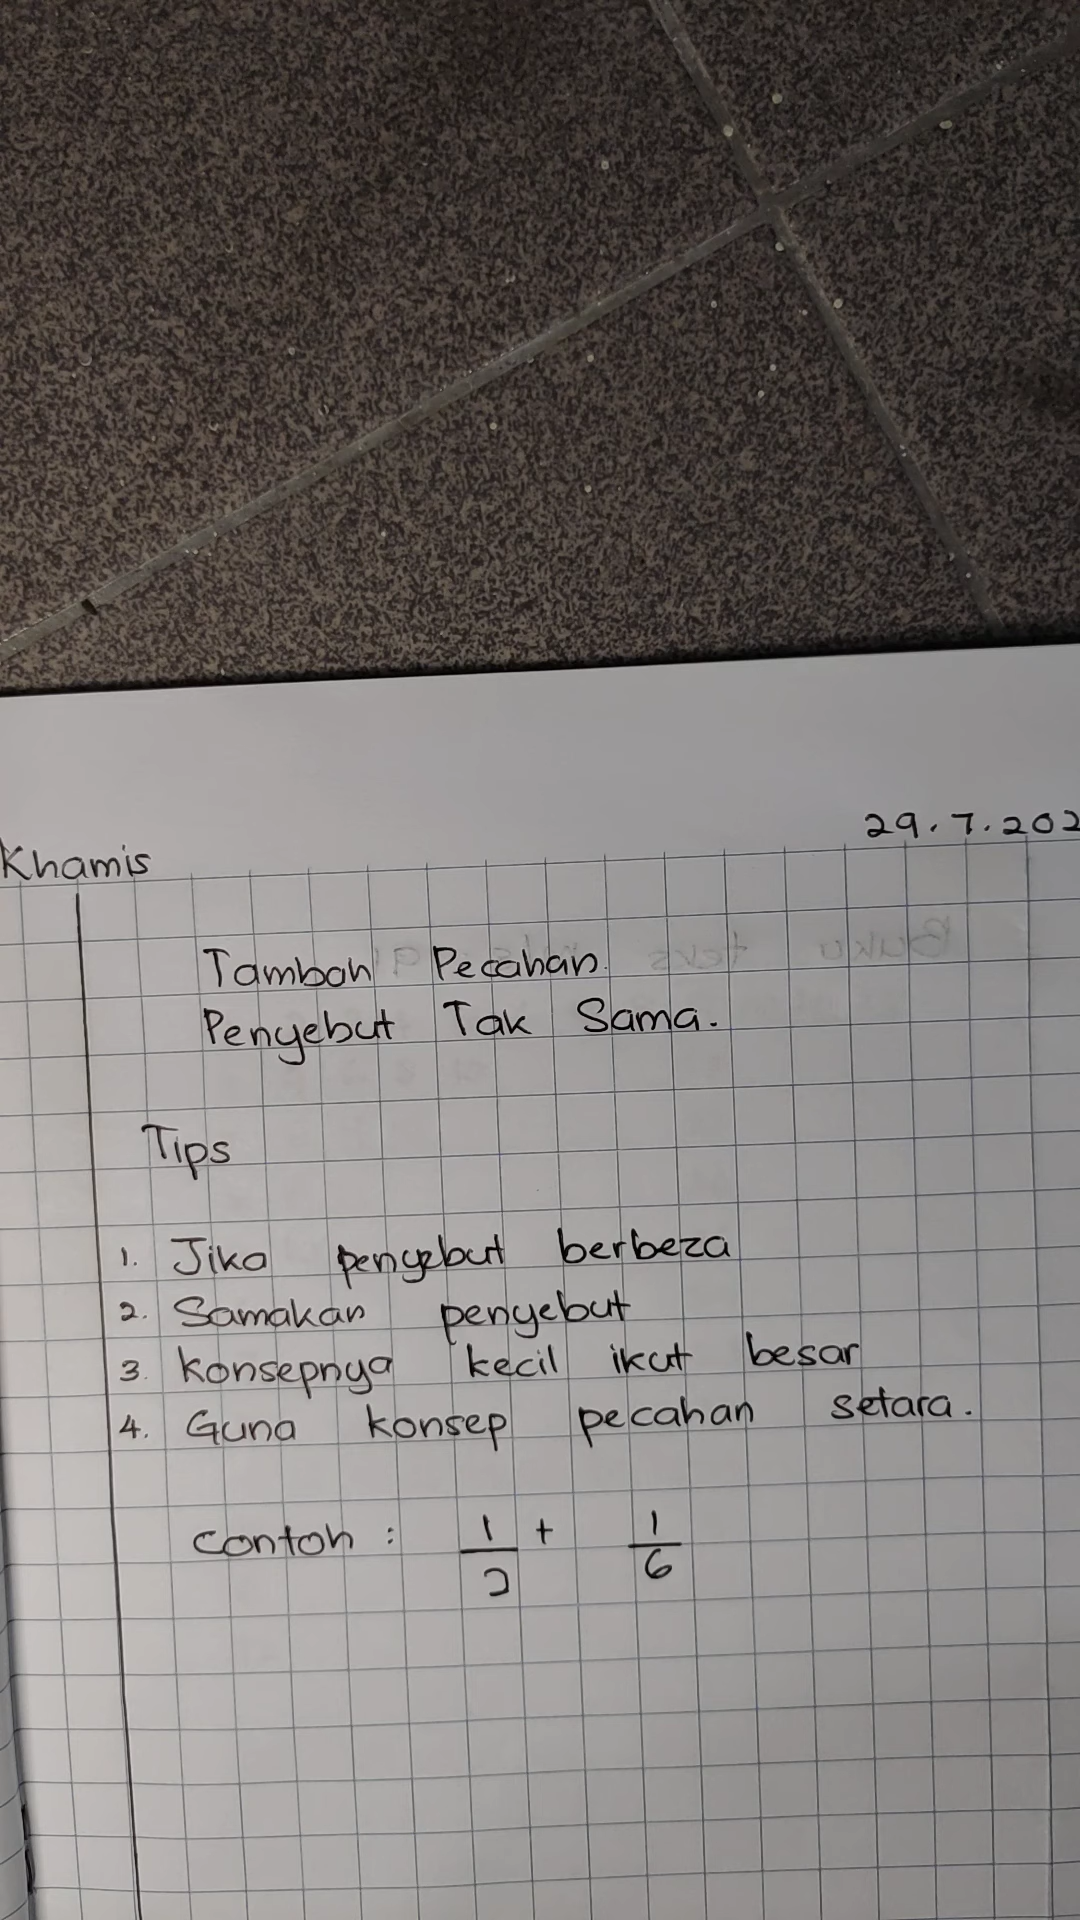 Khamis
29.7.202
Tambah Pecahan
Penyebut Tak Sama.
Tips
1. Jika penyebut berbeza
2. Samakan penyebut
3. Konsepnya kecil ikut besar
4. Guna konsep pecahan setara.
Contoh : 1/2 + 1/6